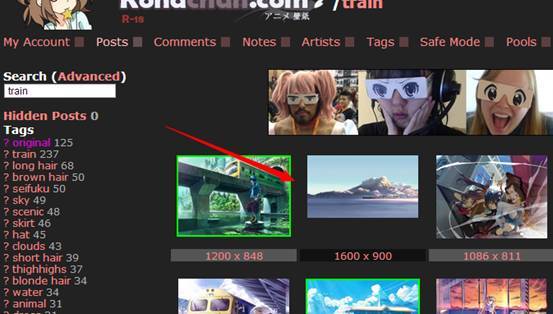 Konachan.com /train
R-18
アニメ壁紙
My Account Posts Comments Notes Artists Tags Safe Mode Pools
Search (Advanced)
train
Hidden Posts 0
Tags
? original 125
? train 237
? long hair 68
? brown hair 50
? seifuku 50
? sky 49
? scenic 48
? skirt 46
? hat 45
? clouds 43
? short hair 39
? thighhighs 37
? blonde hair 34
? water 34
? animal 31
1200 x 848
1600 x 900
1086 x 811